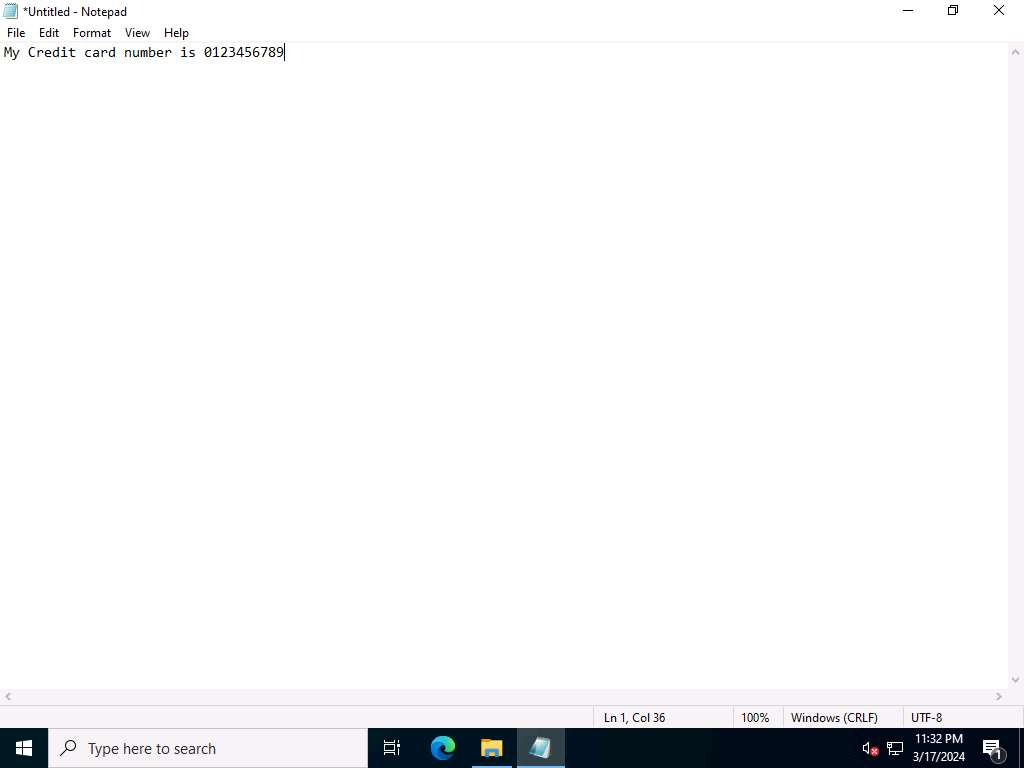 *Untitled - Notepad
File Edit Format View Help
My Credit card number is 0123456789
Ln 1, Col 36 100% Windows (CRLF) UTF-8
Type here to search
11:32 PM
3/17/2024
1